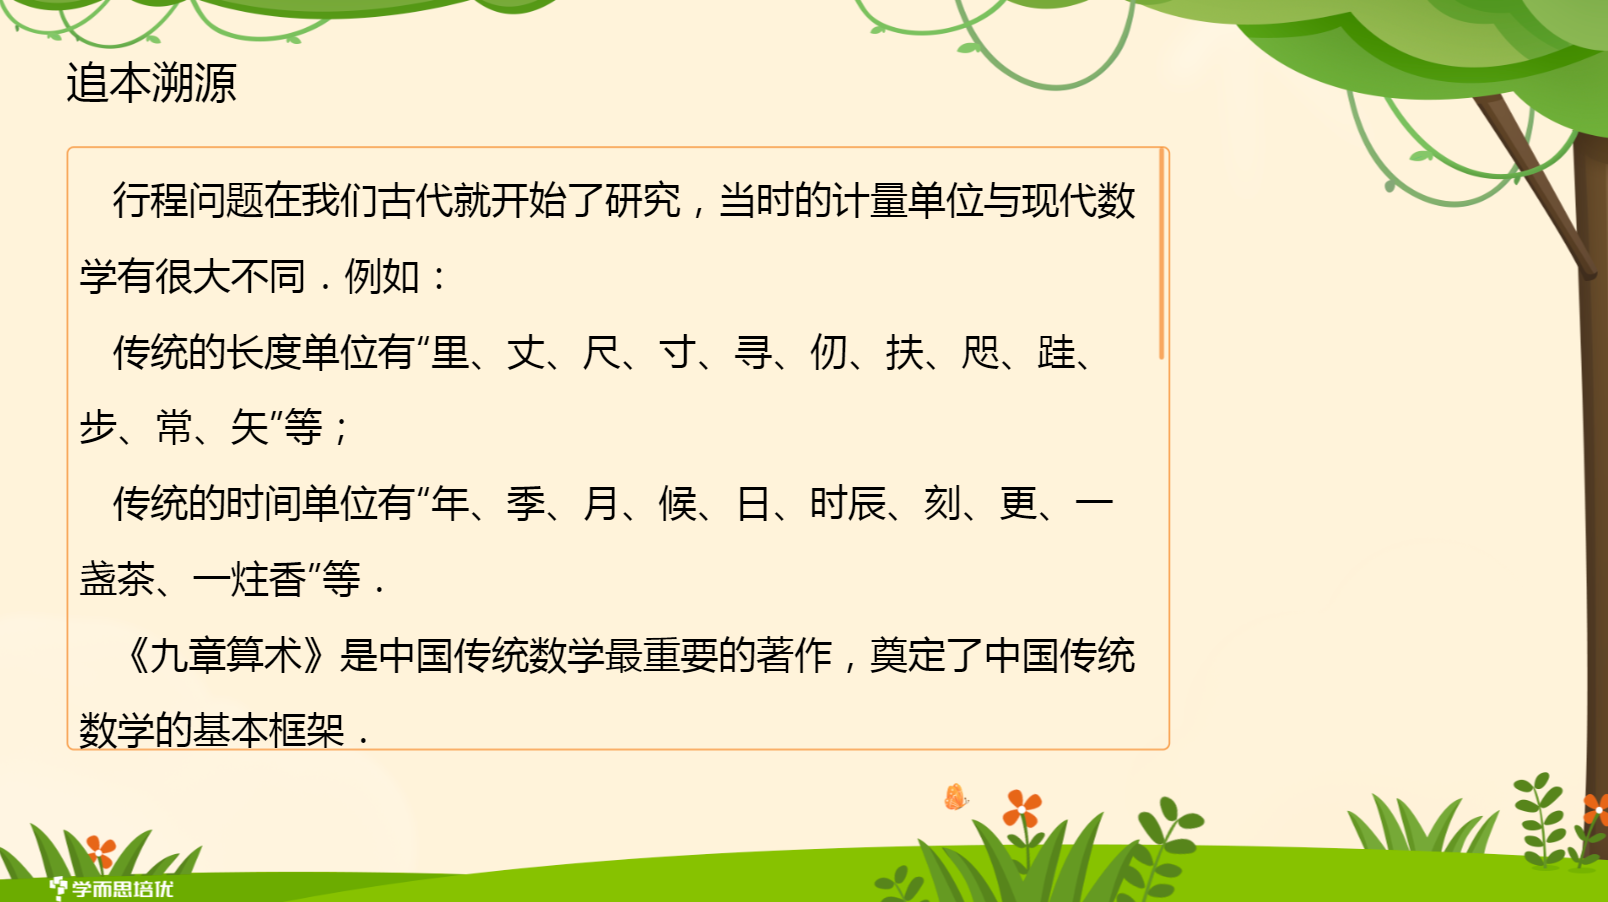 追本溯源
行程问题在我们古代就开始了研究，当时的计量单位与现代数
学有很大不同．例如：
传统的长度单位有“里、丈、尺、寸、寻、仞、扶、咫、跬、
步、常、矢”等；
传统的时间单位有“年、季、月、候、日、时辰、刻、更、一
盏茶、一炷香”等．
《九章算术》是中国传统数学最重要的著作，奠定了中国传统
数学的基本框架．
学而思培优